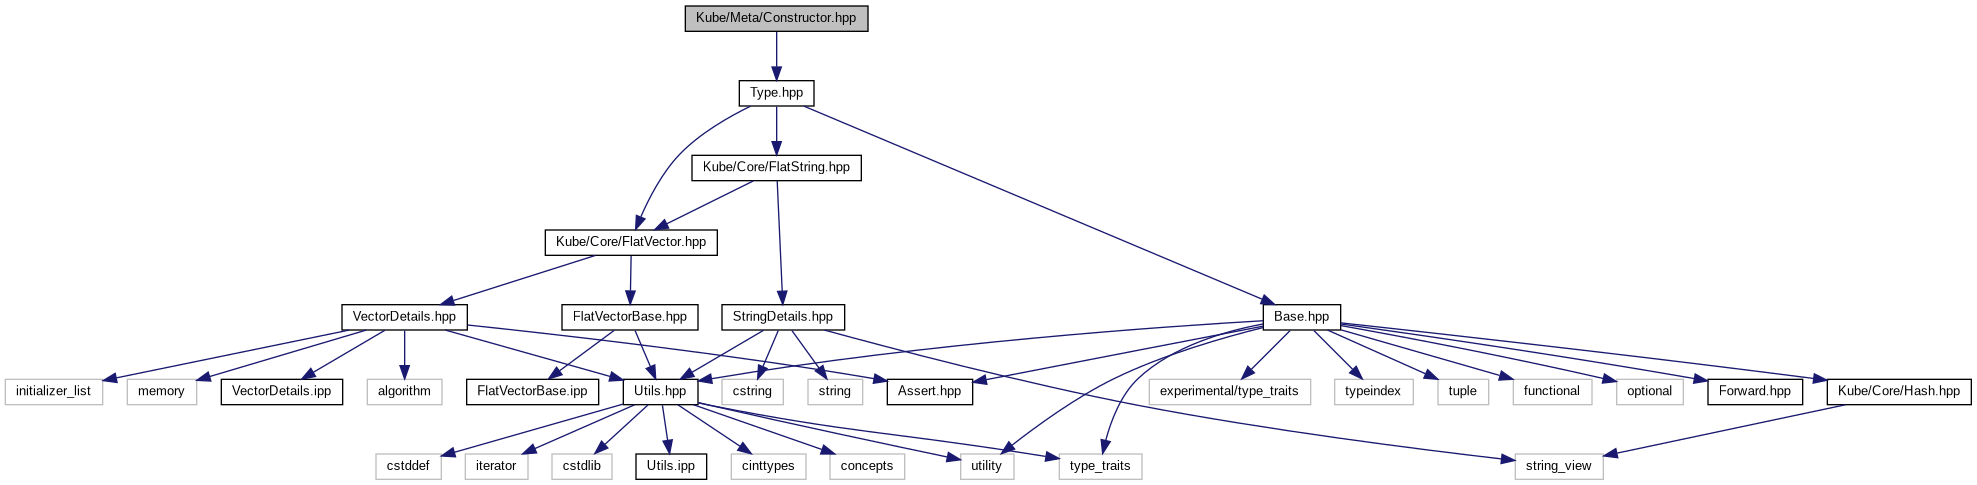 Kube/Meta/Constructor.hpp
Type.hpp
Kube/Core/FlatString.hpp
Kube/Core/FlatVector.hpp
VectorDetails.hpp
FlatVectorBase.hpp
StringDetails.hpp
Base.hpp
initializer_list
memory
VectorDetails.ipp
algorithm
FlatVectorBase.ipp
Utils.hpp
cstring
string
Assert.hpp
experimental/type_traits
typeindex
tuple
functional
optional
Forward.hpp
Kube/Core/Hash.hpp
cstddef
iterator
cstdlib
Utils.ipp
cinttypes
concepts
utility
type_traits
string_view